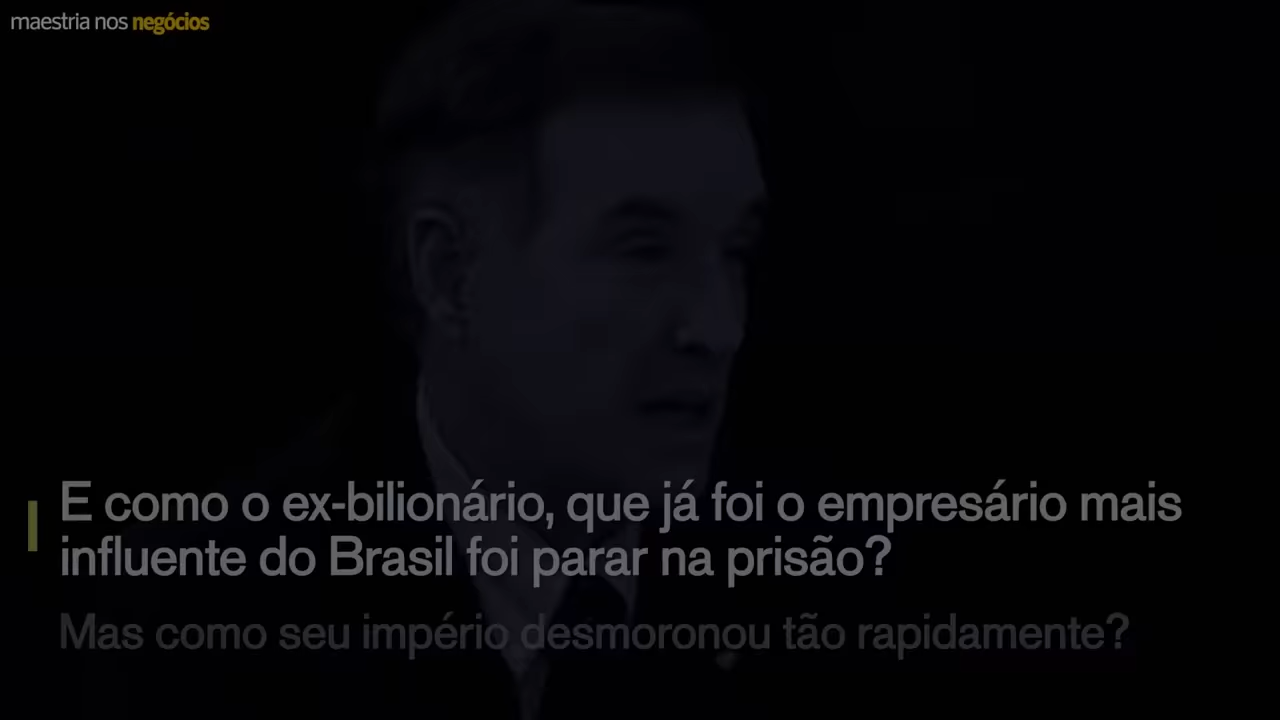 maestria nos negócios
E como o ex-bilionário, que já foi o empresário mais
influente do Brasil foi parar na prisão?
Mas como seu império desmoronou tão rapidamente?